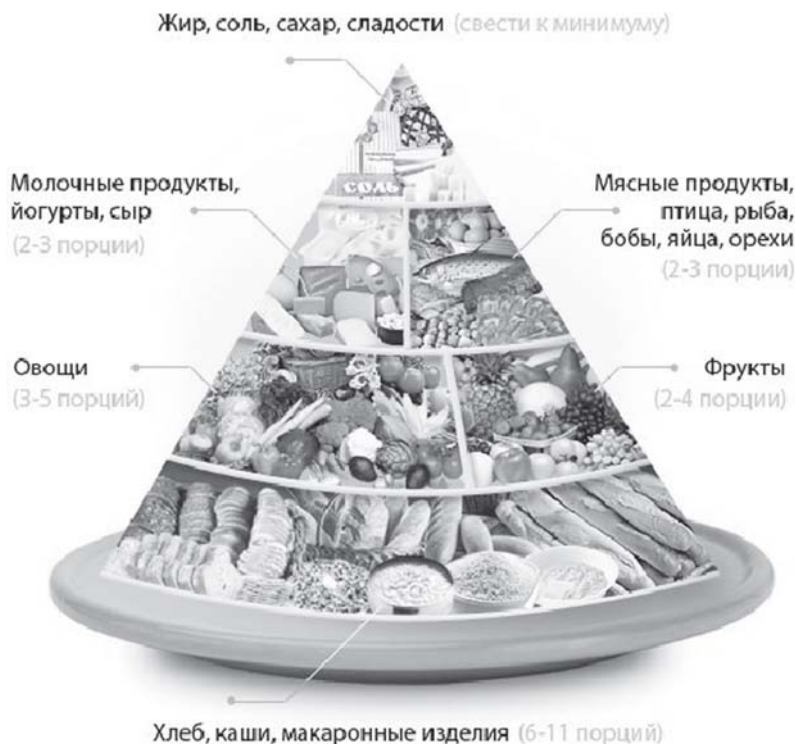 Жир, соль, сахар, сладости (свести к минимуму)
Молочные продукты,
йогурты, сыр
(2-3 порции)
Мясные продукты,
птица, рыба,
бобы, яйца, орехи
(2-3 порции)
СОЛЬ
Овощи
(3-5 порций)
Фрукты
(2-4 порции)
Хлеб, каши, макаронные изделия (6-11 порций)